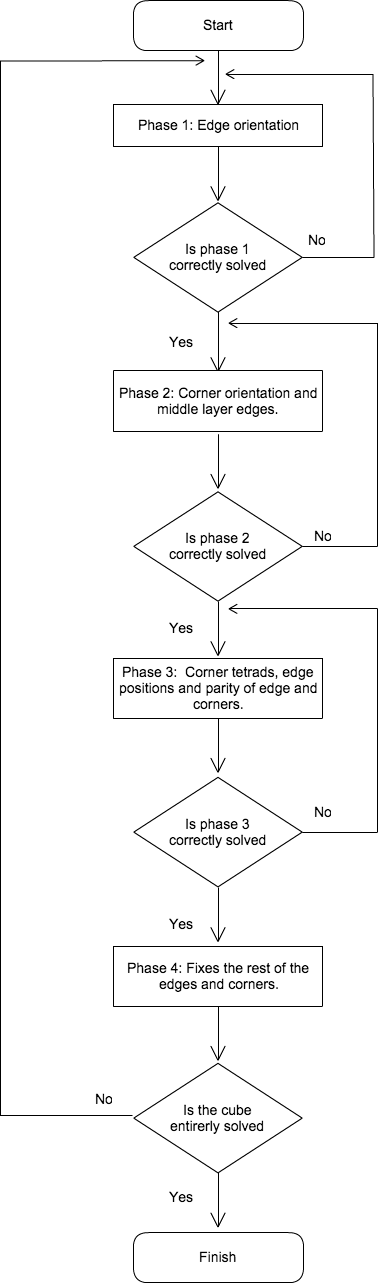 Start
Phase 1: Edge orientation
Is phase 1
correctly solved
No
Yes
Phase 2: Corner orientation and
middle layer edges.
Is phase 2
correctly solved
No
Yes
Phase 3:  Corner tetrads, edge
positions and parity of edge and
corners.
Is phase 3
correctly solved
No
Yes
Phase 4: Fixes the rest of the
edges and corners.
No
Is the cube
entirerly solved
Yes
Finish